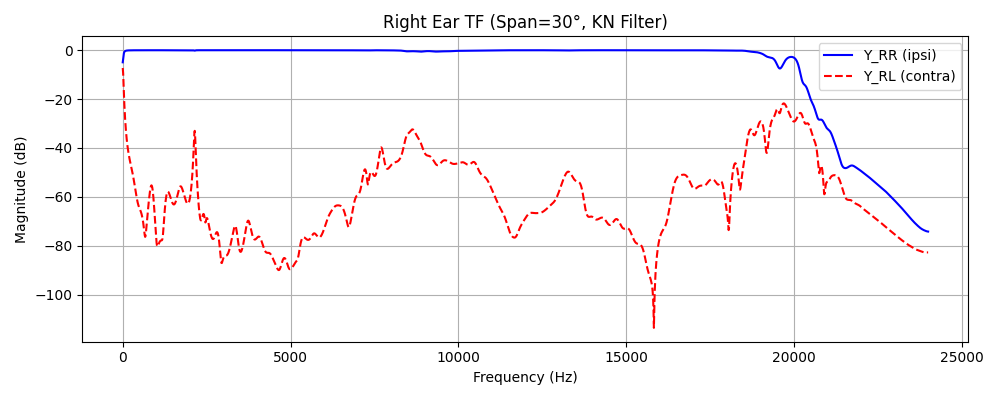 Right Ear TF (Span=30°, KN Filter)
Y_RR (ipsi)
Y_RL (contra)
Magnitude (dB)
0
−20
−40
−60
−80
−100
0
5000
10000
15000
20000
25000
Frequency (Hz)